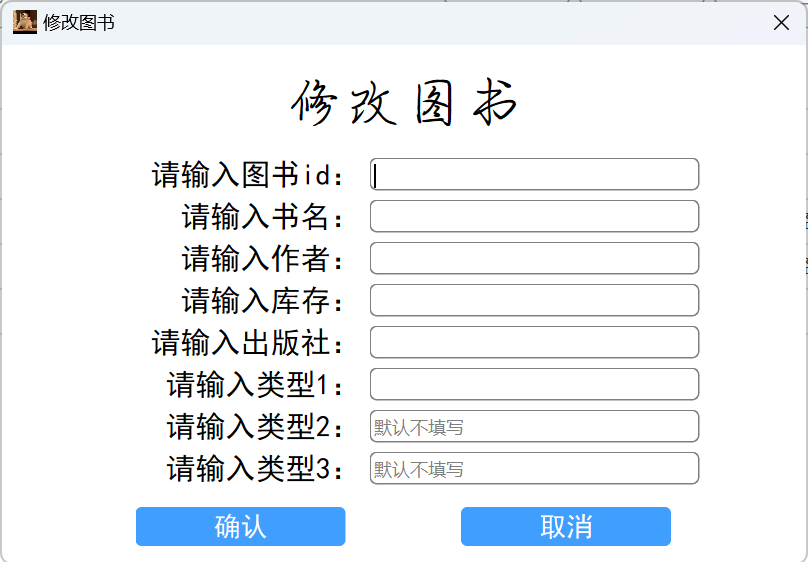 修改图书
修改图书
请输入图书id：
请输入书名：
请输入作者：
请输入库存：
请输入出版社：
请输入类型1：
请输入类型2： 默认不填写
请输入类型3： 默认不填写
确认 取消